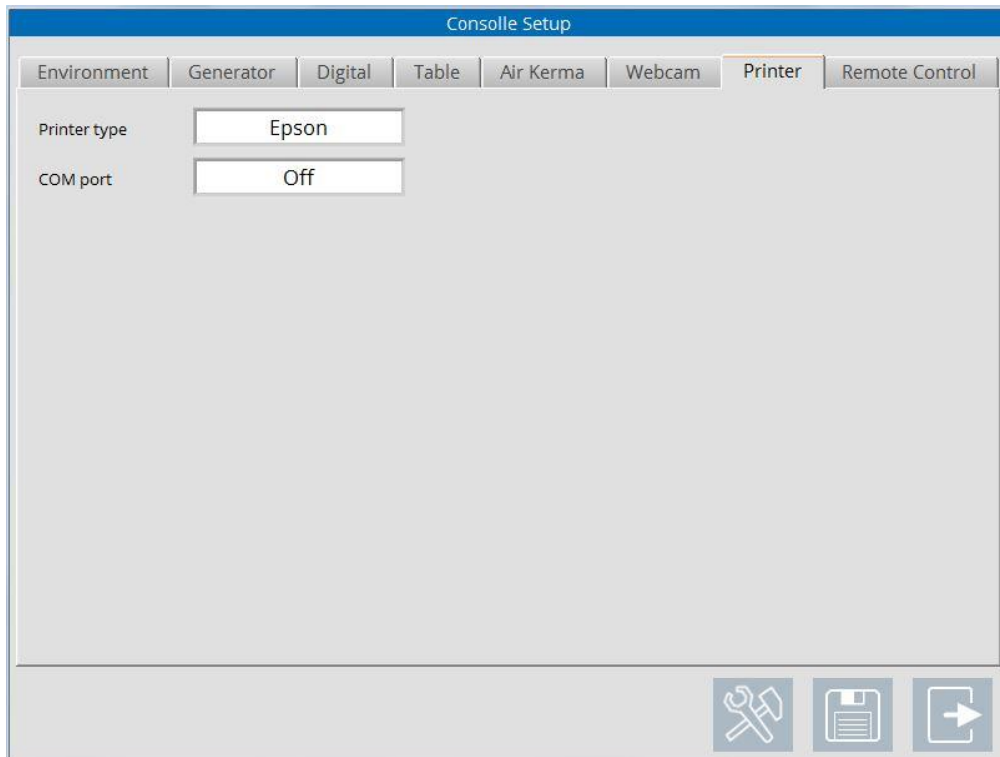 Consolle Setup
Environment Generator Digital Table Air Kerma Webcam Printer Remote Control
Printer type Epson
COM port Off